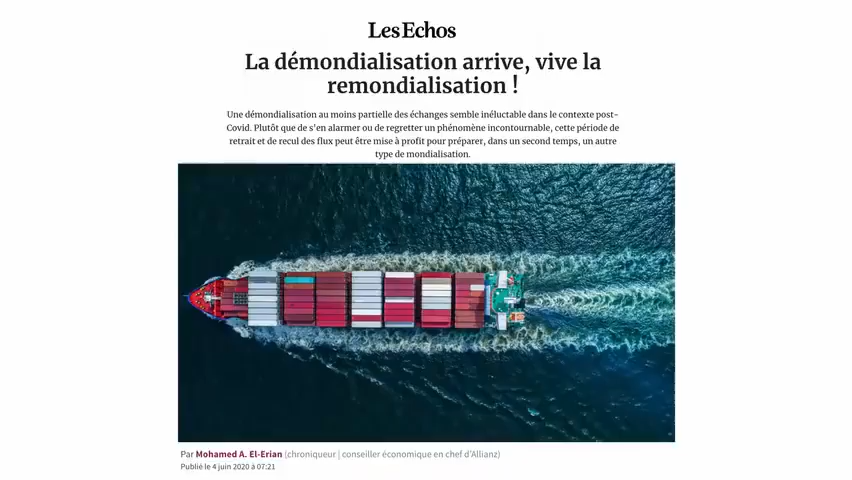 Les Echos
La démondialisation arrive, vive la
remondialisation !
Une démondialisation au moins partielle des échanges semble inéluctable dans le contexte post-
Covid. Plutôt que de s'en alarmer ou de regretter un phénomène incontournable, cette période de
retrait et de recul des flux peut être mise à profit pour préparer, dans un second temps, un autre
type de mondialisation.
Par Mohamed A. El-Erian (chroniqueur | conseiller économique en chef d'Allianz)
Publié le 4 juin 2020 à 07:21